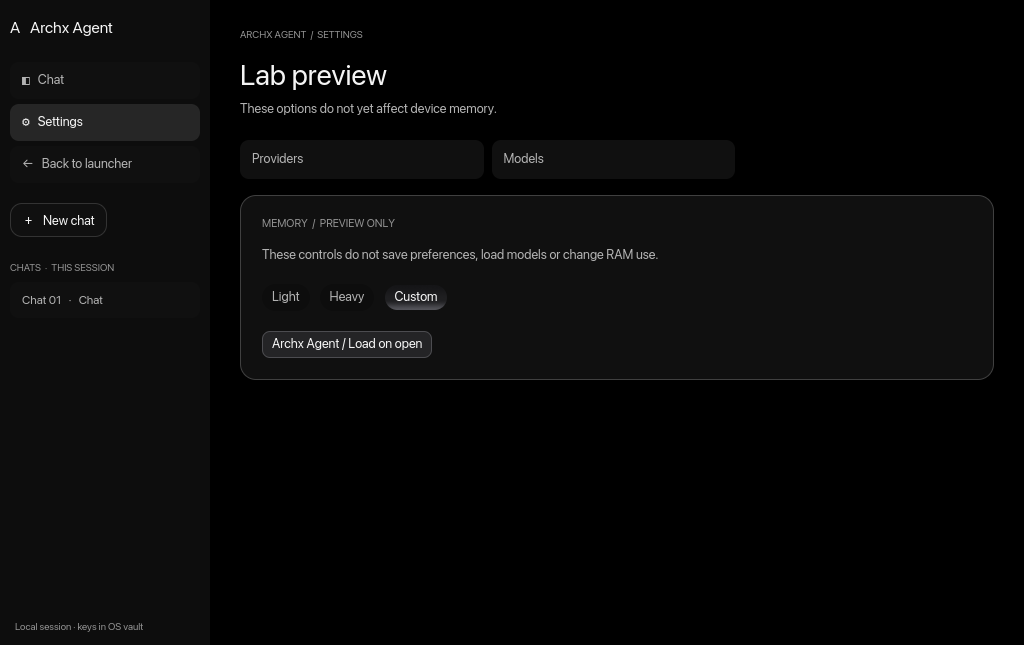 A Archx Agent
Chat
Settings
← Back to launcher
+ New chat
CHATS · THIS SESSION
Chat 01 · Chat
Local session · keys in OS vault
ARCHX AGENT / SETTINGS
Lab preview
These options do not yet affect device memory.
Providers
Models
MEMORY / PREVIEW ONLY
These controls do not save preferences, load models or change RAM use.
Light Heavy Custom
Archx Agent / Load on open